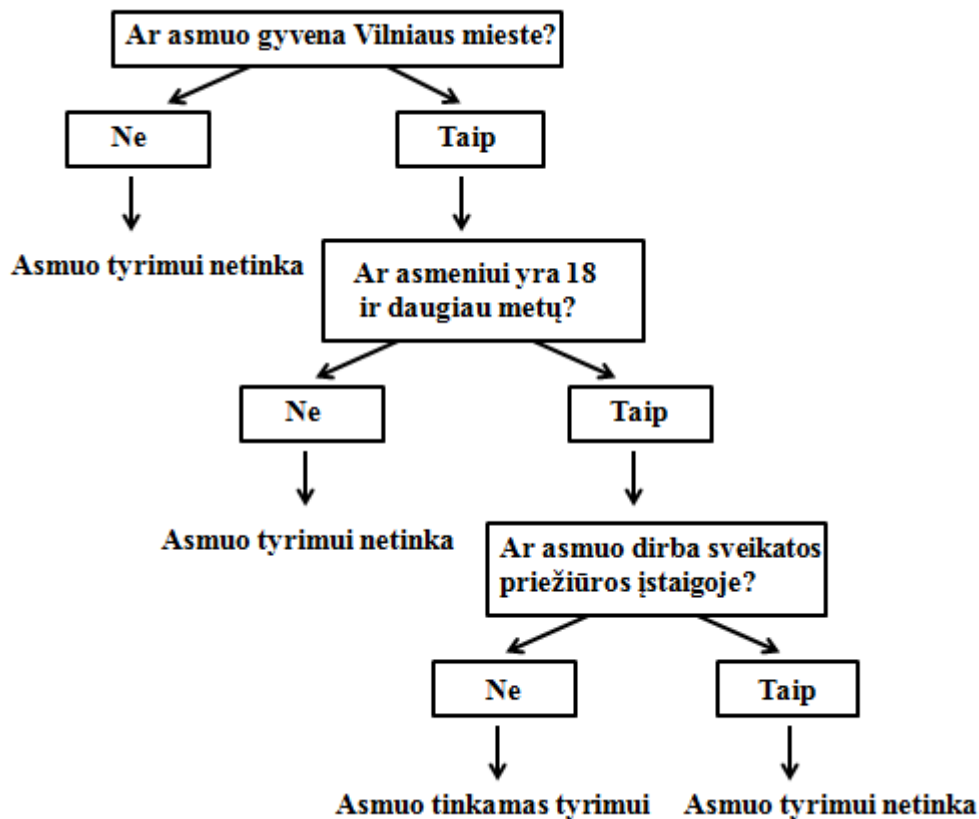 Ar asmuo gyvena Vilniaus mieste?
Ne
Taip
Asmuo tyrimui netinka
Ar asmeniui yra 18
ir daugiau metų?
Ne
Taip
Asmuo tyrimui netinka
Ar asmuo dirba sveikatos
priežiūros įstaigoje?
Ne
Taip
Asmuo tinkamas tyrimui
Asmuo tyrimui netinka